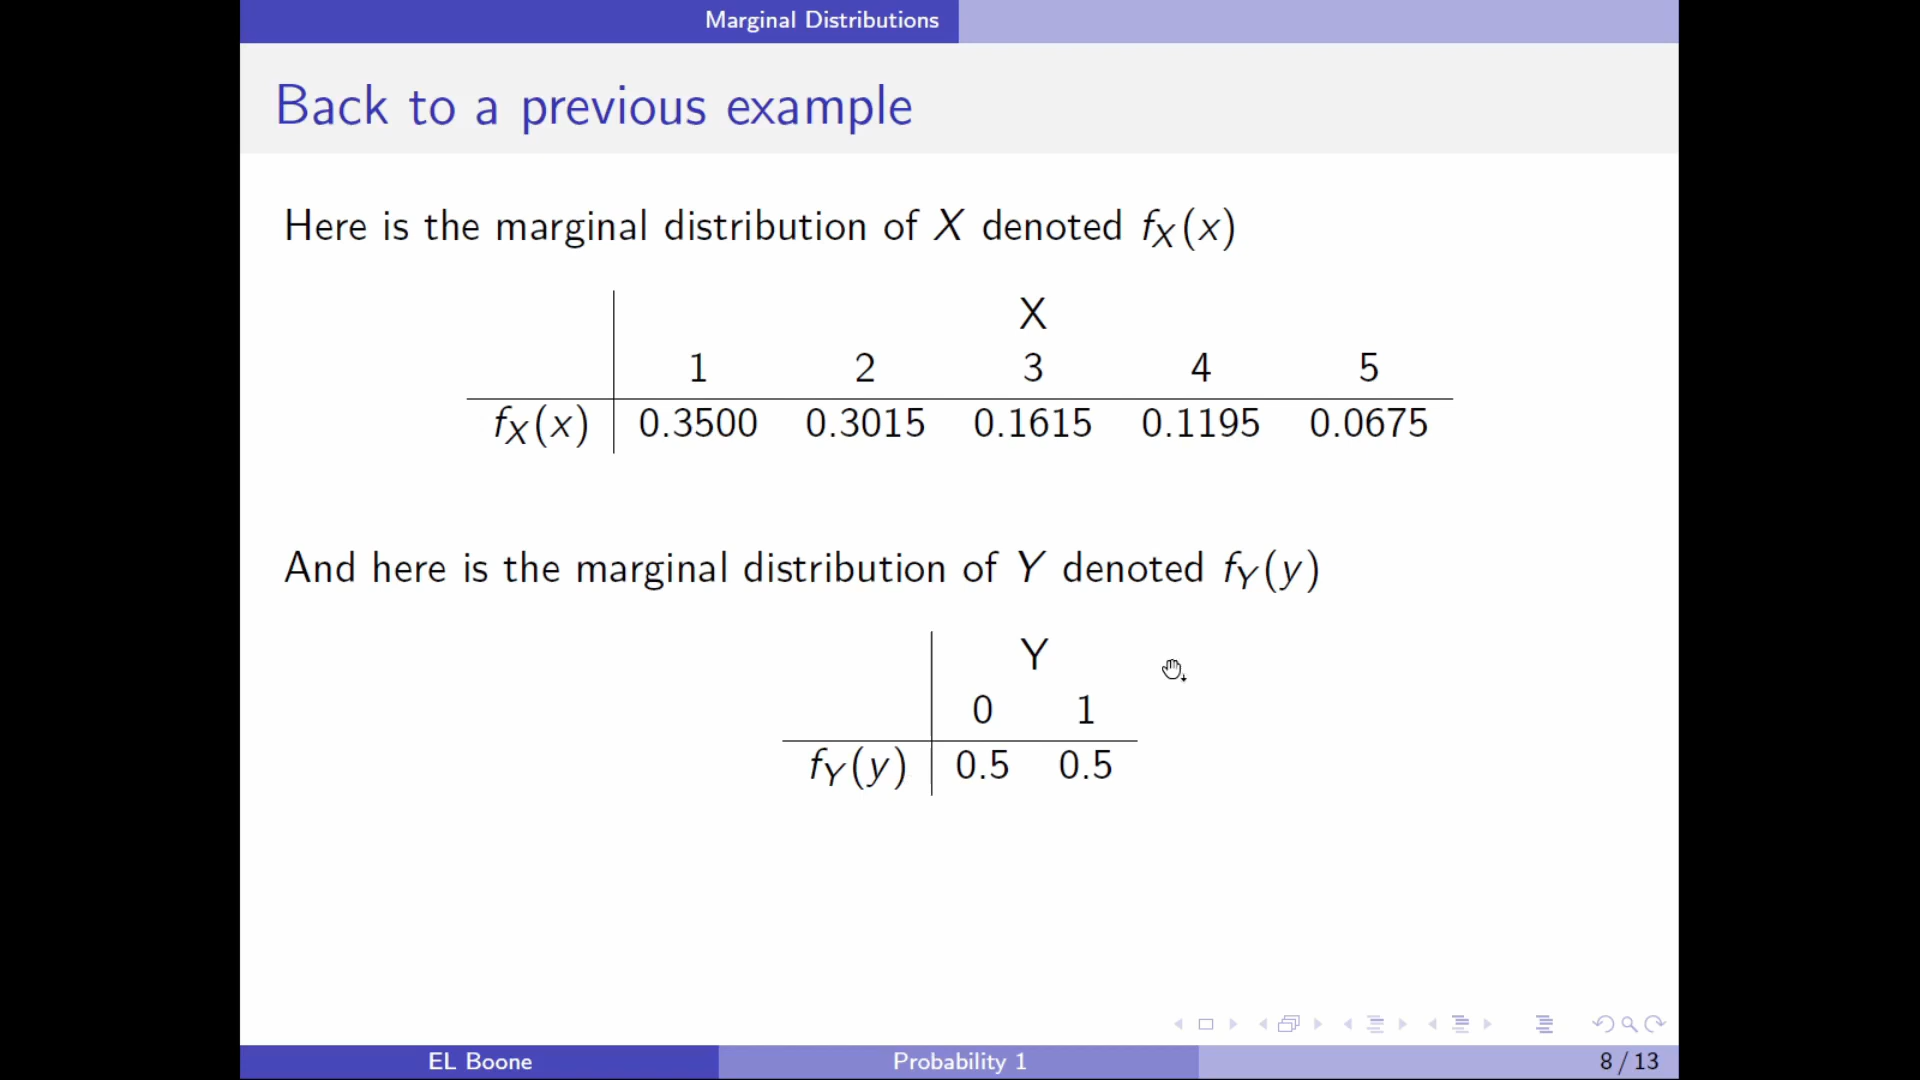 Marginal Distributions
Back to a previous example
Here is the marginal distribution of X denoted f_X(x)
X
1 2 3 4 5
f_X(x) 0.3500 0.3015 0.1615 0.1195 0.0675
And here is the marginal distribution of Y denoted f_Y(y)
Y
0 1
f_Y(y) 0.5 0.5
EL Boone Probability 1 8 / 13